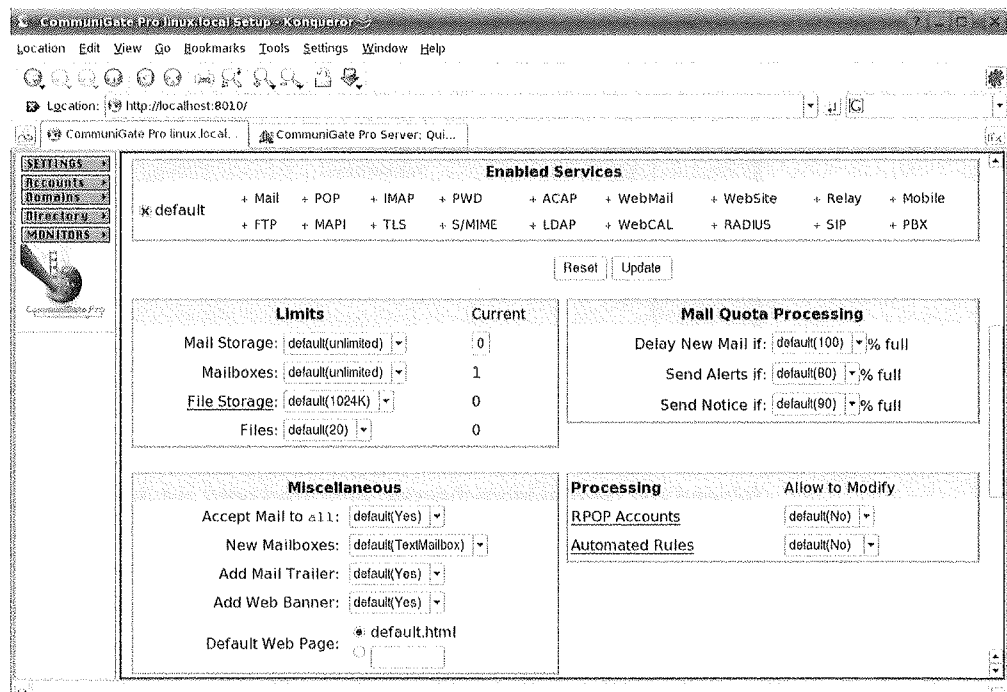 CommuniGate Pro linux.local Setup - Konqueror
Location Edit View Go Bookmarks Tools Settings Window Help
Location: http://localhost:8010/
CommuniGate Pro linux.local... CommuniGate Pro Server: Qui...
SETTINGS
Accounts
Domains
Directory
MONITORS
CommuniGate Pro
Enabled Services
default + Mail + POP + IMAP + PWD + ACAP + WebMail + WebSite + Relay + Mobile
+ FTP + MAPI + TLS + S/MIME + LDAP + WebCAL + RADIUS + SIP + PBX
Reset Update
Limits Current
Mail Storage: default(unlimited) 0
Mailboxes: default(unlimited) 1
File Storage: default(1024K) 0
Files: default(20) 0
Mail Quota Processing
Delay New Mail if: default(100) % full
Send Alerts if: default(80) % full
Send Notice if: default(90) % full
Miscellaneous
Accept Mail to all: default(Yes)
New Mailboxes: default(TextMailbox)
Add Mail Trailer: default(Yes)
Add Web Banner: default(Yes)
Default Web Page: default.html
Processing Allow to Modify
RPOP Accounts default(No)
Automated Rules default(No)